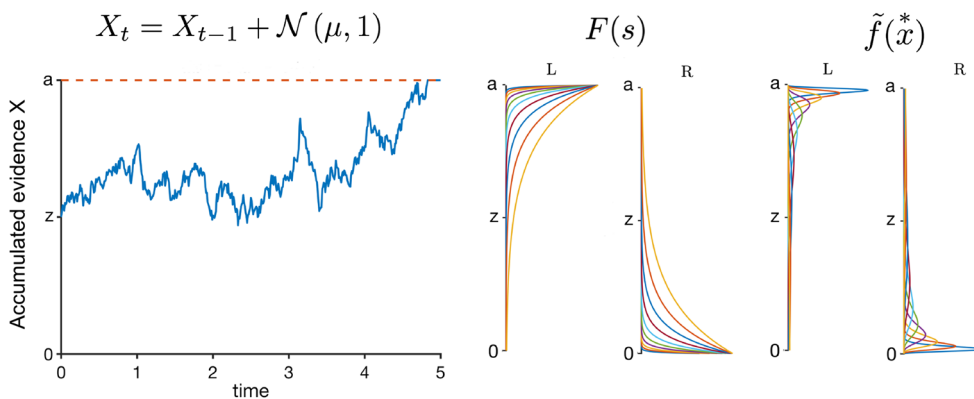 X_t = X_{t-1} + N(μ, 1)
F(s)
f̃(x̽)
L
R
L
R
Accumulated evidence X
a
z
0
0 1 2 3 4 5
time
a
z
0
a
z
0
a
z
0
a
z
0